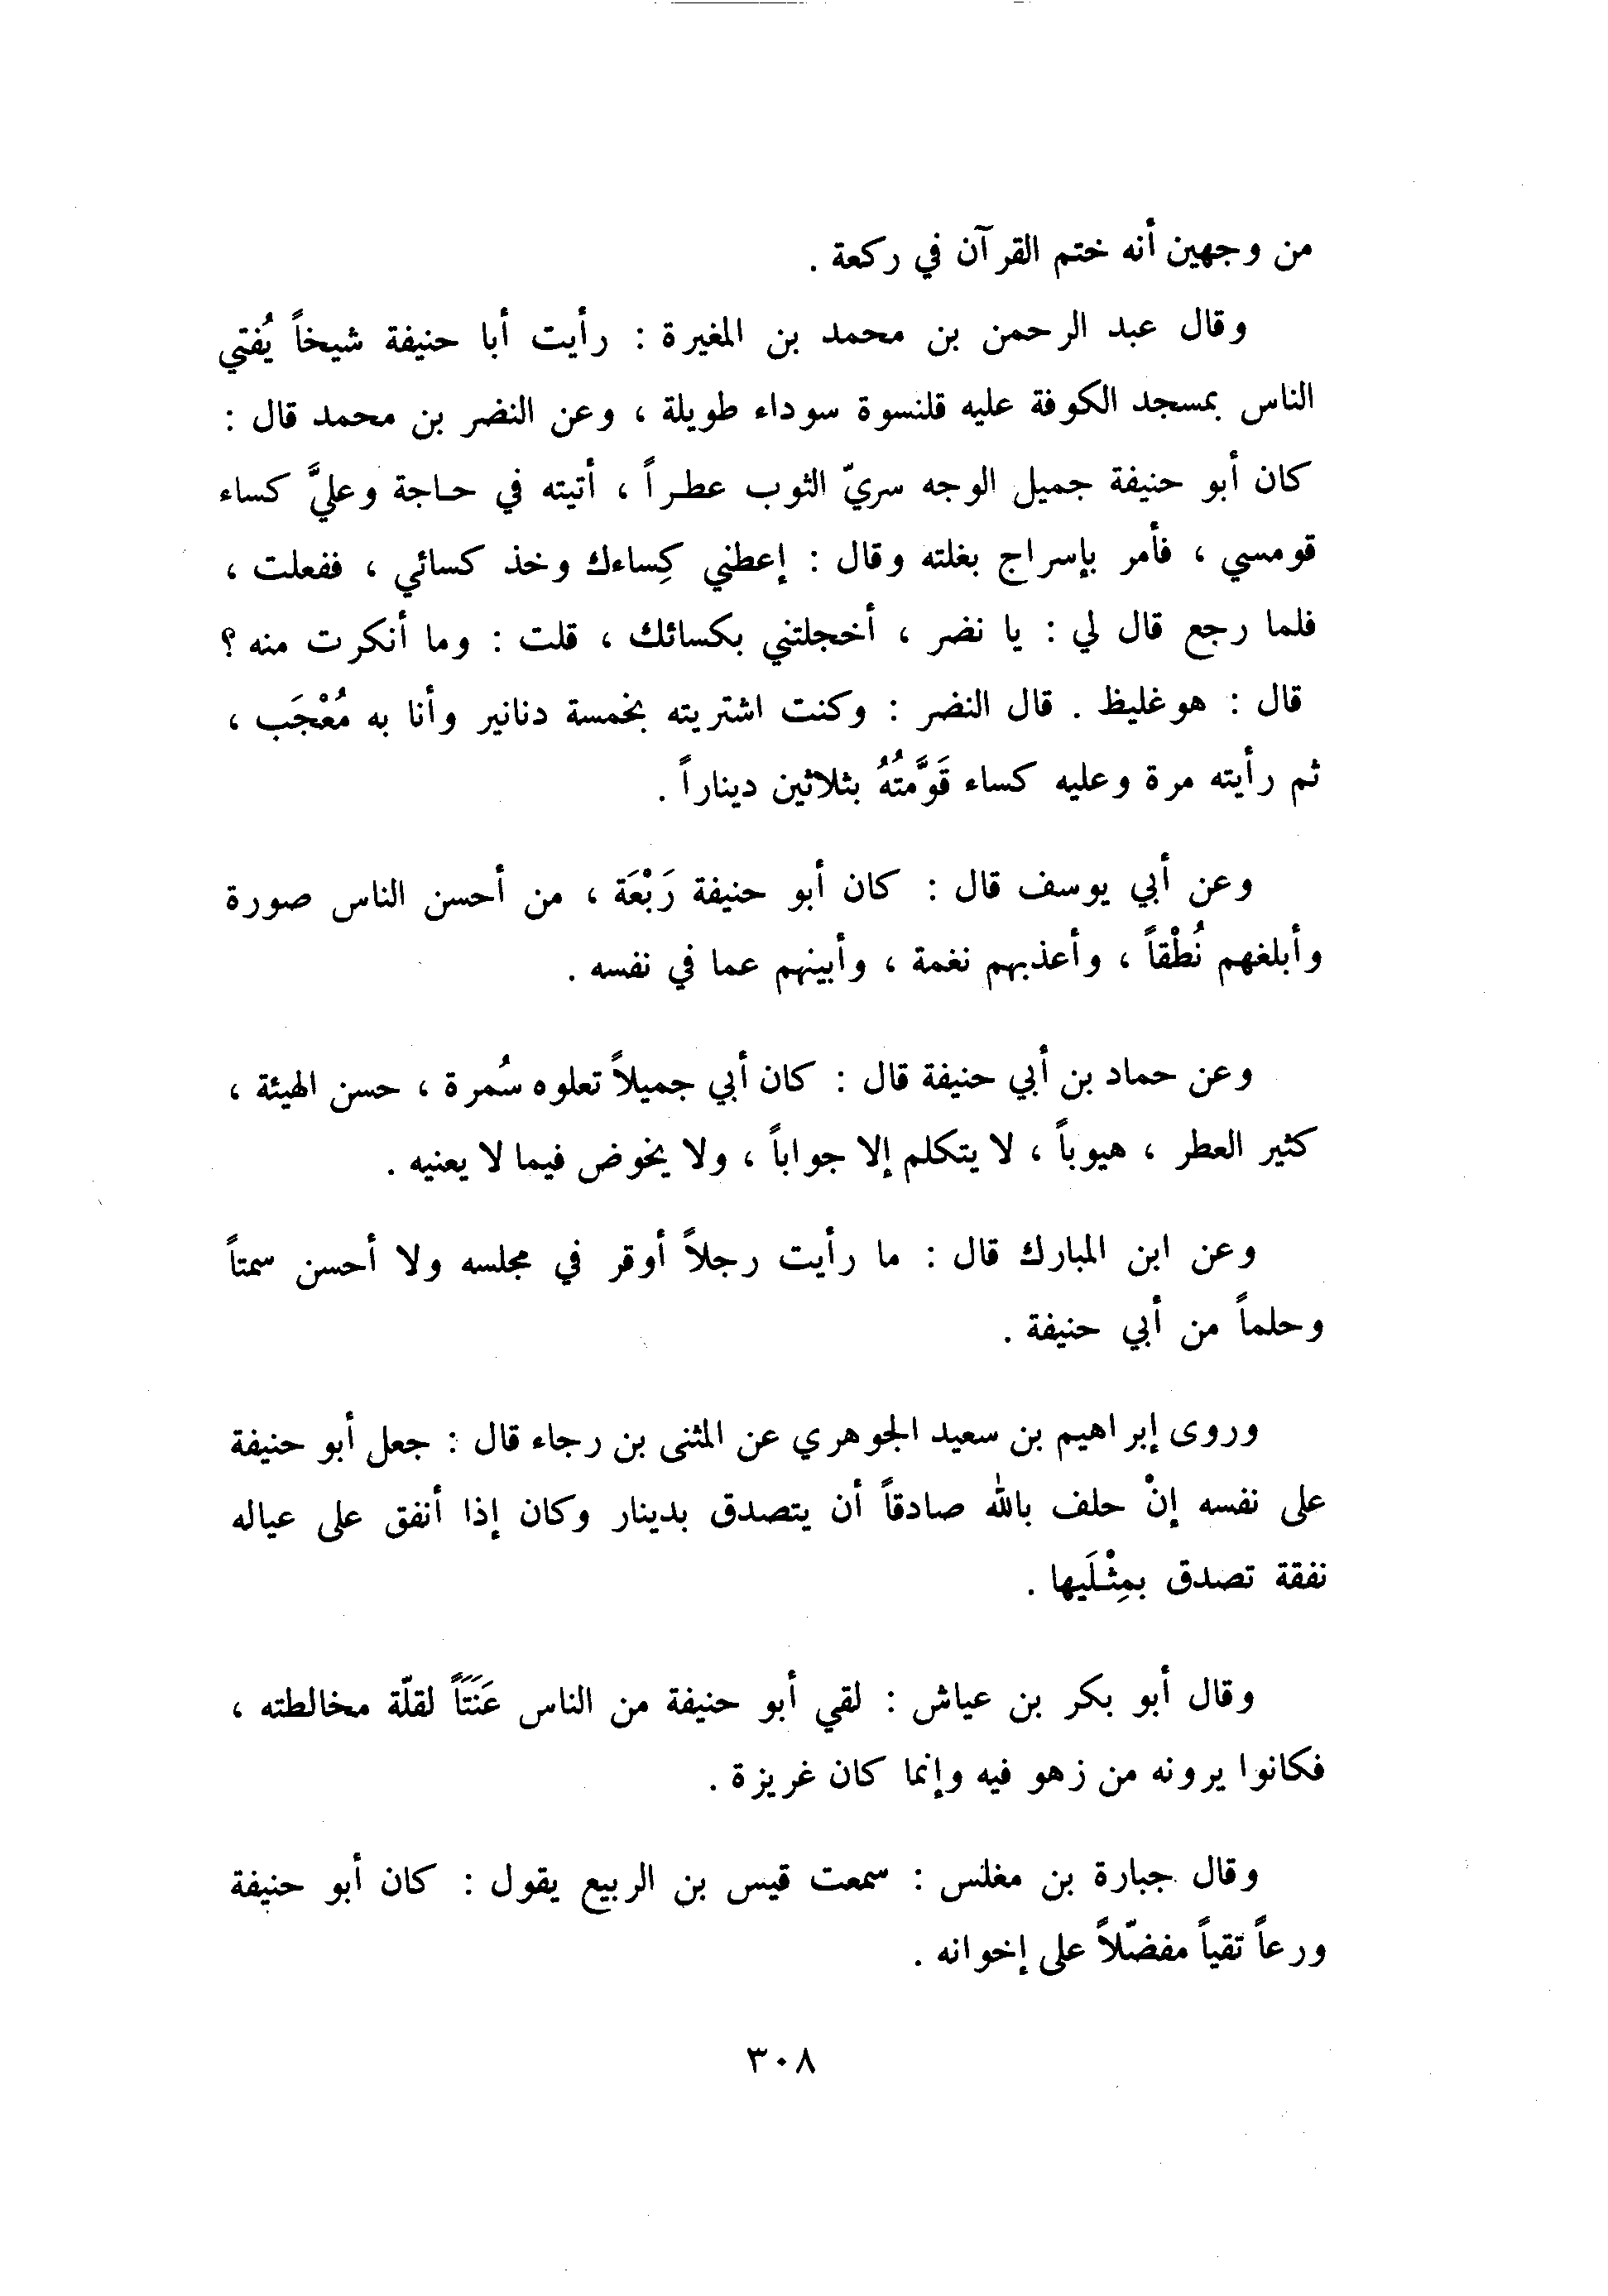 من وجهين أنه ختم القرآن في ركعة .
وقال عبد الرحمن بن محمد بن المغيرة : رأيت أبا حنيفة شيخاً يُفتي
الناس بمسجد الكوفة عليه قلنسوة سوداء طويلة ، وعن النضر بن محمد قال :
كان أبو حنيفة جميل الوجه سريّ الثوب عطـراً ، أتيته في حـاجة وعليَّ كساء
قومسي ، فأمر بإسراج بغلته وقال : إعطني كِساءك وخذ كسائي ، ففعلت ،
فلما رجع قال لي : يا نضر ، أخجلتني بكسائك ، قلت : وما أنكرت منه ؟
قال : هو غليظ . قال النضر : وكنت اشتريته بخمسة دنانير وأنا به مُعْجَب ،
ثم رأيته مرة وعليه كساء قَوَّمتُهُ بثلاثين ديناراً .
وعن أبي يوسف قال : كان أبو حنيفة رَبْعَة ، من أحسن الناس صورة
وأبلغهم نُطْقاً ، وأعذبهم نغمة ، وأبينهم عما في نفسه .
وعن حماد بن أبي حنيفة قال : كان أبي جميلاً تعلوه سُمرة ، حسن الهيئة ،
كثير العطر ، هيوباً ، لا يتكلم إلا جواباً ، ولا يخوض فيما لا يعنيه .
وعن ابن المبارك قال : ما رأيت رجلاً أوقر في مجلسه ولا أحسن سمتاً
وحلماً من أبي حنيفة .
وروى إبراهيم بن سعيد الجوهري عن المثنى بن رجاء قال : جعل أبو حنيفة
على نفسه إنْ حلف بالله صادقاً أن يتصدق بدينار وكان إذا أنفق على عياله
نفقة تصدق بمِثْـلَيها .
وقال أبو بكر بن عياش : لقي أبو حنيفة من الناس عَنَتَاً لقلّة مخالطته ،
فكانوا يرونه من زهو فيه وإنما كان غريزة .
وقال جبارة بن مغلس : سمعت قيس بن الربيع يقول : كان أبو حنيفة
ورعاً تقياً مفضّلاً على إخوانه .
٣٠٨